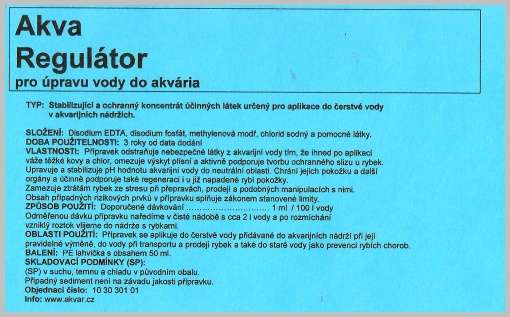 Akva
Regulátor
pro úpravu vody do akvária
TYP: Stabilizující a ochranný koncentrát účinných látek určený pro aplikace do čerstvé vody
v akvarijních nádržích.
SLOŽENÍ: Disodium EDTA, disodium fosfát, methylenová modř, chlorid sodný a pomocné látky.
DOBA POUŽITELNOSTI: 3 roky od data dodání
VLASTNOSTI: Přípravek odstraňuje nebezpečné látky z akvarijní vody tím, že ihned po aplikaci
váže těžké kovy a chlor, omezuje výskyt plísní a aktivně podporuje tvorbu ochranného slizu u rybek.
Upravuje a stabilizuje pH hodnotu akvarijní vody do neutrální oblasti. Chrání jejich pokožku a další
orgány a účinně podporuje také regeneraci i u již napadené rybí pokožky.
Zamezuje ztrátám rybek ze stresu při přepravách, prodeji a podobných manipulacích s nimi.
Obsah případných rizikových prvků v přípravku splňuje zákonem stanovené limity.
ZPŮSOB POUŽITÍ: Doporučené dávkování .............................. 1 ml / 100 l vody
Odměřenou dávku přípravku nařeďíme v čisté nádobě s cca 2 l vody a po rozmíchání
vzniklý roztok vlijeme do nádrže s rybkami.
OBLASTI POUŽITÍ: Přípravek se aplikuje do čerstvé vody přidávané do akvarijních nádrží při její
pravidelné výměně, do vody při transportu a prodeji rybek a také do staré vody jako prevenci rybích chorob.
BALENÍ: PE lahvička s obsahem 50 ml.
SKLADOVACÍ PODMÍNKY (SP):
(SP) v suchu, temnu a chladu v původním obalu.
Případný sediment není na závadu jakosti přípravku.
Objednací číslo: 10 30 301 01
Info: www.akvar.cz